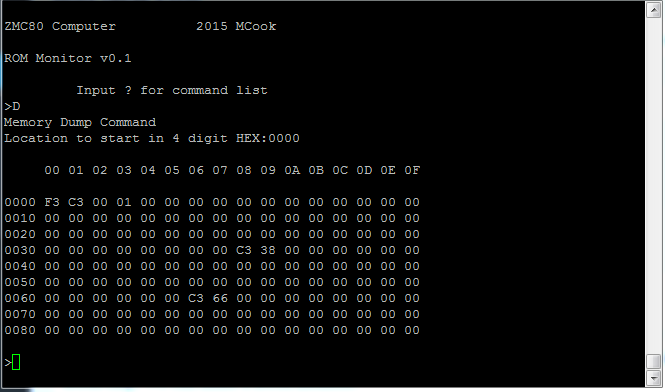 ZMC80 Computer          2015 MCook
ROM Monitor v0.1
         Input ? for command list
>D
Memory Dump Command
Location to start in 4 digit HEX:0000
     00 01 02 03 04 05 06 07 08 09 0A 0B 0C 0D 0E 0F
0000 F3 C3 00 01 00 00 00 00 00 00 00 00 00 00 00 00
0010 00 00 00 00 00 00 00 00 00 00 00 00 00 00 00 00
0020 00 00 00 00 00 00 00 00 00 00 00 00 00 00 00 00
0030 00 00 00 00 00 00 00 00 C3 38 00 00 00 00 00 00
0040 00 00 00 00 00 00 00 00 00 00 00 00 00 00 00 00
0050 00 00 00 00 00 00 00 00 00 00 00 00 00 00 00 00
0060 00 00 00 00 00 00 C3 66 00 00 00 00 00 00 00 00
0070 00 00 00 00 00 00 00 00 00 00 00 00 00 00 00 00
0080 00 00 00 00 00 00 00 00 00 00 00 00 00 00 00 00
>